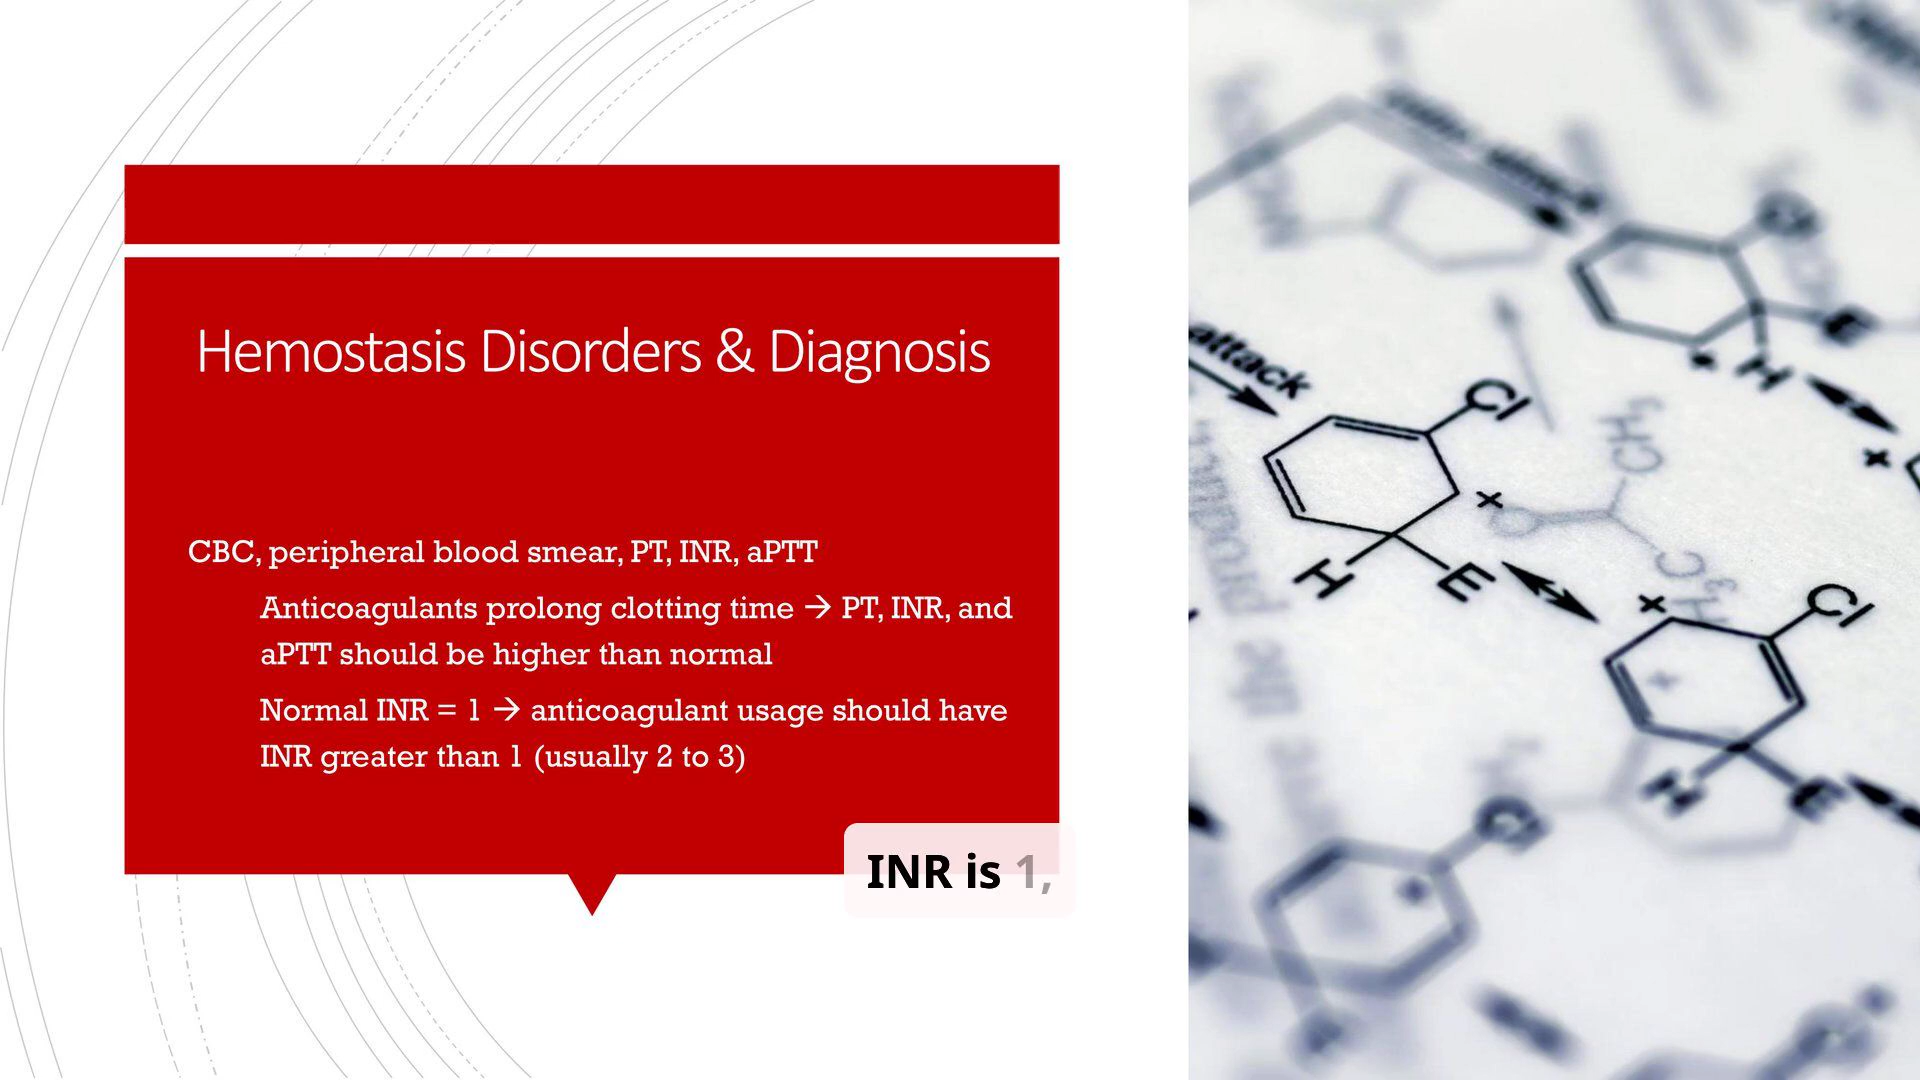 Hemostasis Disorders & Diagnosis
CBC, peripheral blood smear, PT, INR, aPTT
Anticoagulants prolong clotting time → PT, INR, and
aPTT should be higher than normal
Normal INR = 1 → anticoagulant usage should have
INR greater than 1 (usually 2 to 3)
INR is 1,
attack
Cl
E
H
Cl
CH3
H
E
Cl
H
E